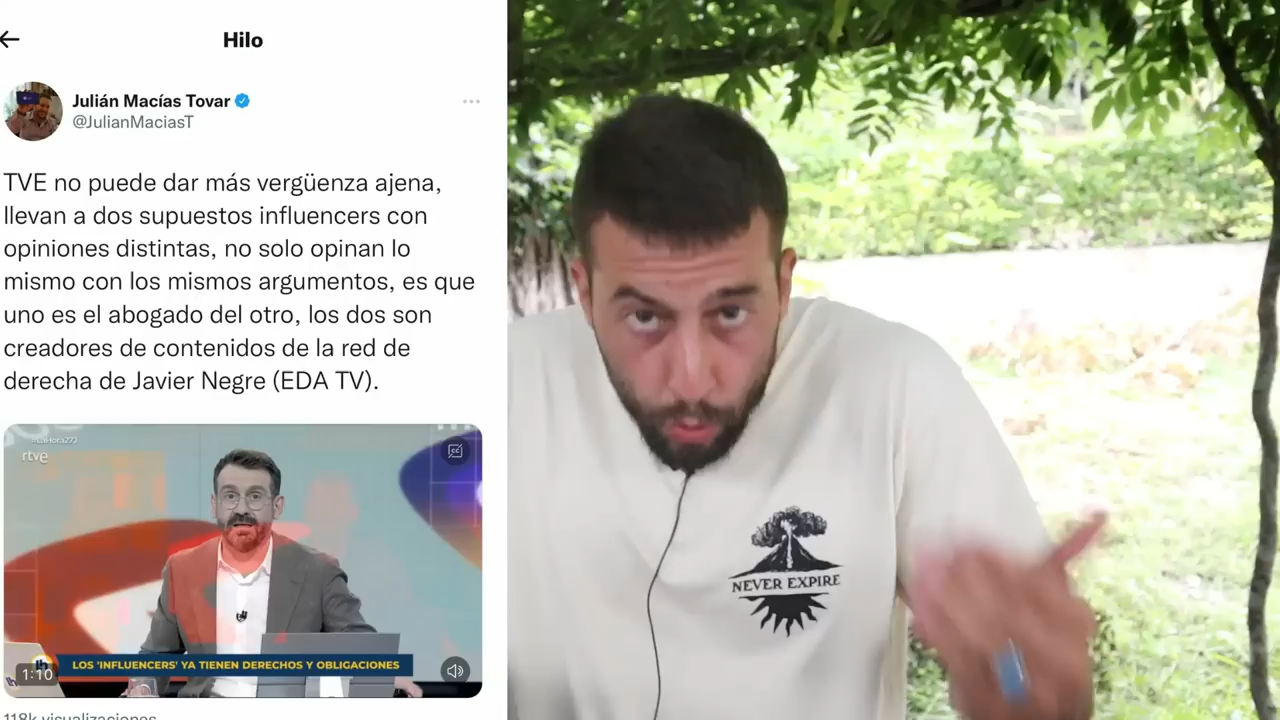 Hilo
Julián Macías Tovar
@JulianMaciasT
TVE no puede dar más vergüenza ajena,
llevan a dos supuestos influencers con
opiniones distintas, no solo opinan lo
mismo con los mismos argumentos, es que
uno es el abogado del otro, los dos son
creadores de contenidos de la red de
derecha de Javier Negre (EDA TV).
rtve
CC
LOS 'INFLUENCERS' YA TIENEN DERECHOS Y OBLIGACIONES
1:10
118k visualizaciones
NEVER EXPIRE